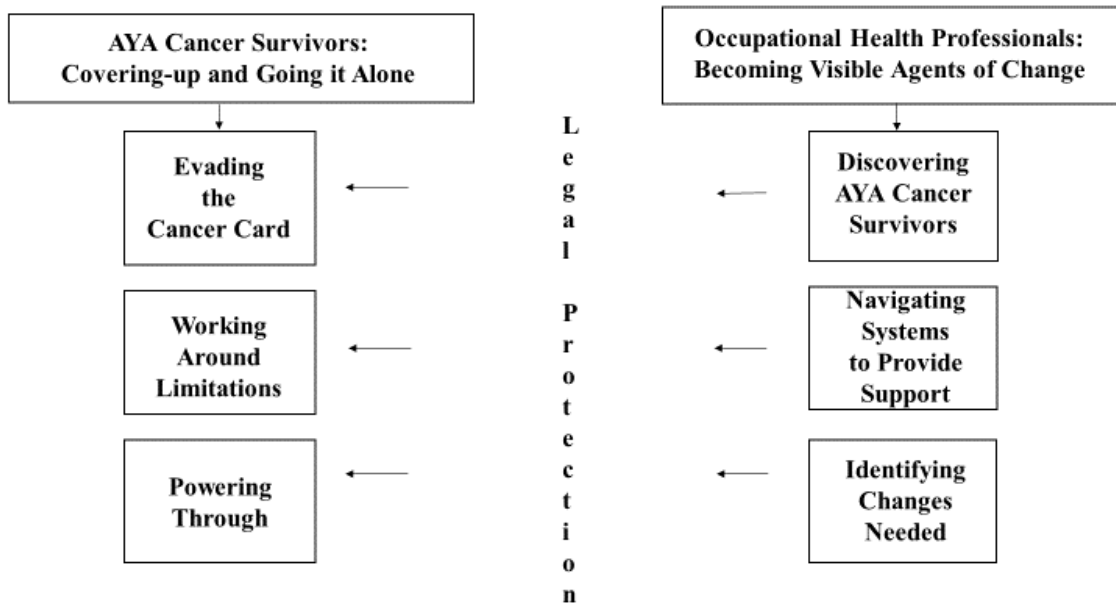 AYA Cancer Survivors:
Covering-up and Going it Alone
Evading
the
Cancer Card
Working
Around
Limitations
Powering
Through
Legal Protection
Occupational Health Professionals:
Becoming Visible Agents of Change
Discovering
AYA Cancer
Survivors
Navigating
Systems
to Provide
Support
Identifying
Changes
Needed